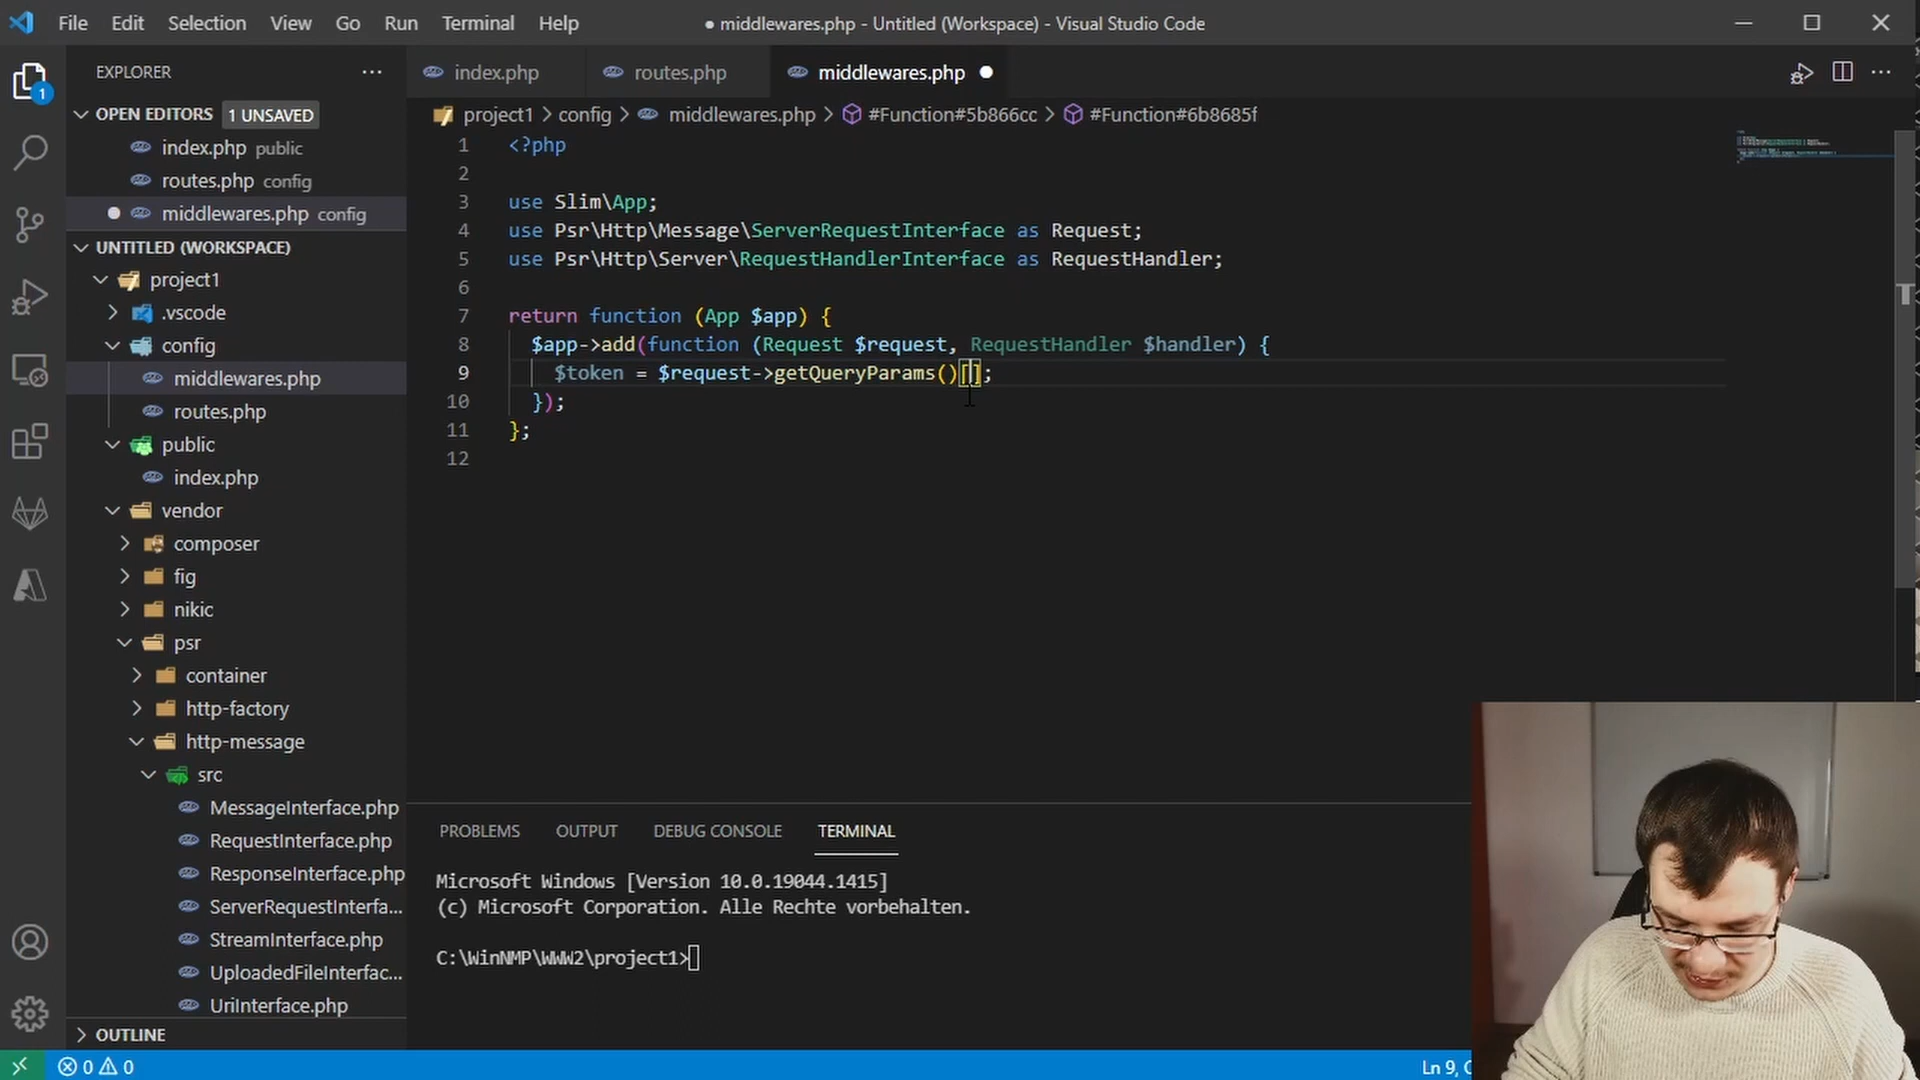 File Edit Selection View Go Run Terminal Help
● middlewares.php - Untitled (Workspace) - Visual Studio Code
EXPLORER
1
OPEN EDITORS 1 UNSAVED
index.php public
routes.php config
middlewares.php config
UNTITLED (WORKSPACE)
project1
.vscode
config
middlewares.php
routes.php
public
index.php
vendor
composer
fig
nikic
psr
container
http-factory
http-message
src
MessageInterface.php
RequestInterface.php
ResponseInterface.php
ServerRequestInterfa...
StreamInterface.php
UploadedFileInterfac...
UriInterface.php
OUTLINE
index.php routes.php middlewares.php
project1 > config > middlewares.php > #Function#5b866cc > #Function#6b8685f
1 <?php
2
3 use Slim\App;
4 use Psr\Http\Message\ServerRequestInterface as Request;
5 use Psr\Http\Server\RequestHandlerInterface as RequestHandler;
6
7 return function (App $app) {
8 $app->add(function (Request $request, RequestHandler $handler) {
9 $token = $request->getQueryParams()[];
10 });
11 };
12
PROBLEMS OUTPUT DEBUG CONSOLE TERMINAL
Microsoft Windows [Version 10.0.19044.1415]
(c) Microsoft Corporation. Alle Rechte vorbehalten.
C:\WinNMP\WWW2\project1>
0 0
Ln 9, C